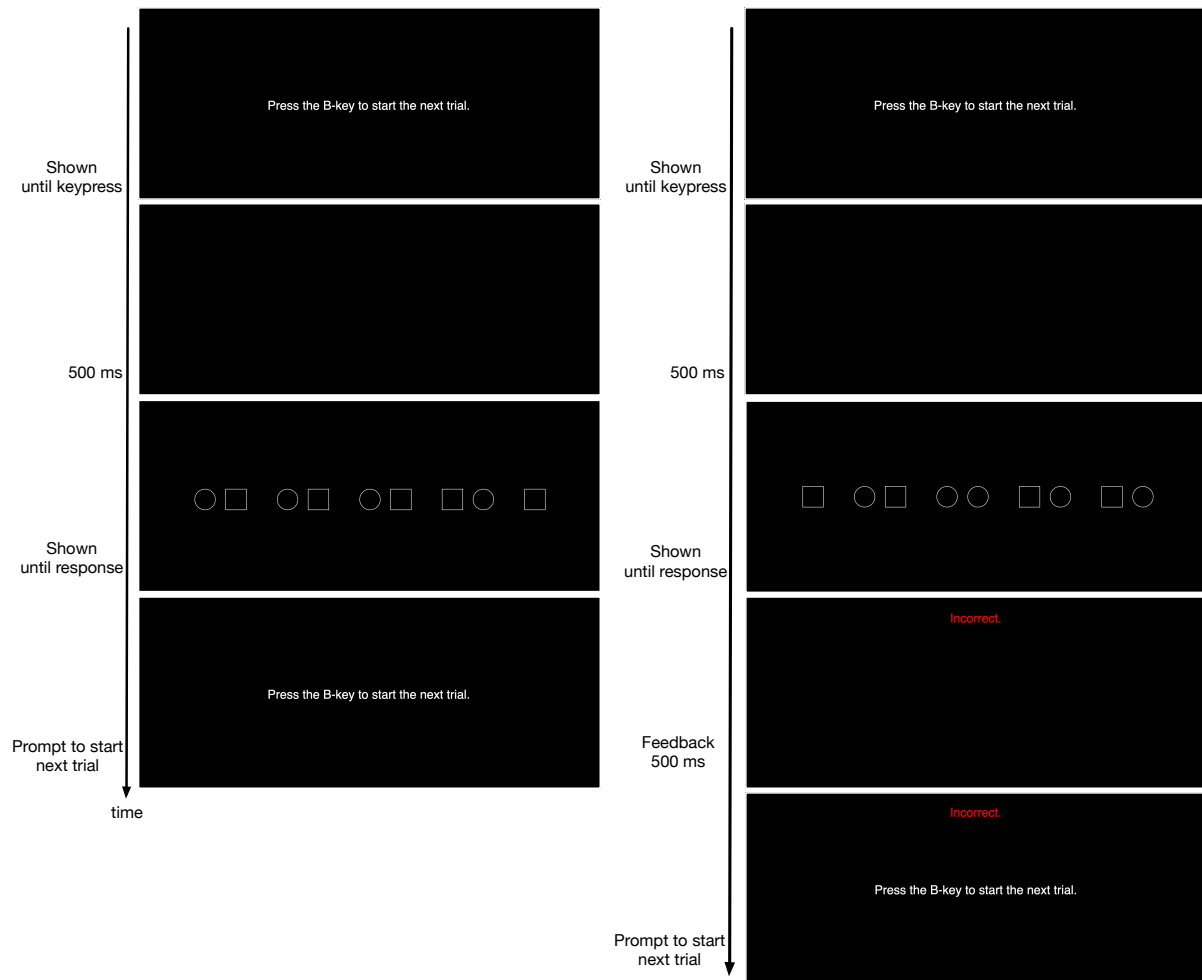 Press the B-key to start the next trial.
Shown
until keypress
500 ms
Shown
until response
Press the B-key to start the next trial.
Prompt to start
next trial
time
Press the B-key to start the next trial.
Shown
until keypress
500 ms
Shown
until response
Incorrect.
Feedback
500 ms
Incorrect.
Press the B-key to start the next trial.
Prompt to start
next trial